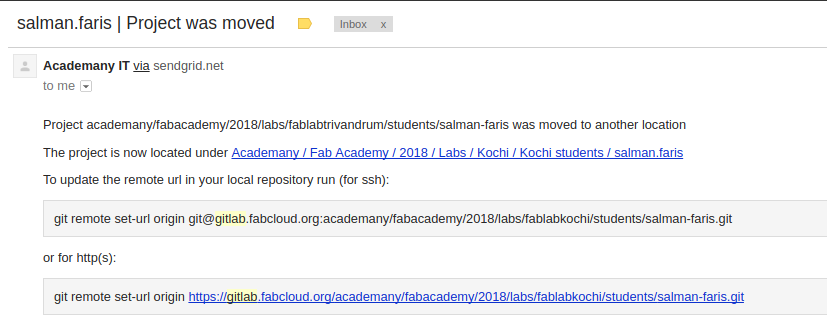 salman.faris | Project was moved Inbox x
Academany IT via sendgrid.net
to me
Project academany/fabacademy/2018/labs/fablabtrivandrum/students/salman-faris was moved to another location
The project is now located under Academany / Fab Academy / 2018 / Labs / Kochi / Kochi students / salman.faris
To update the remote url in your local repository run (for ssh):
git remote set-url origin git@gitlab.fabcloud.org:academany/fabacademy/2018/labs/fablabkochi/students/salman-faris.git
or for http(s):
git remote set-url origin https://gitlab.fabcloud.org/academany/fabacademy/2018/labs/fablabkochi/students/salman-faris.git